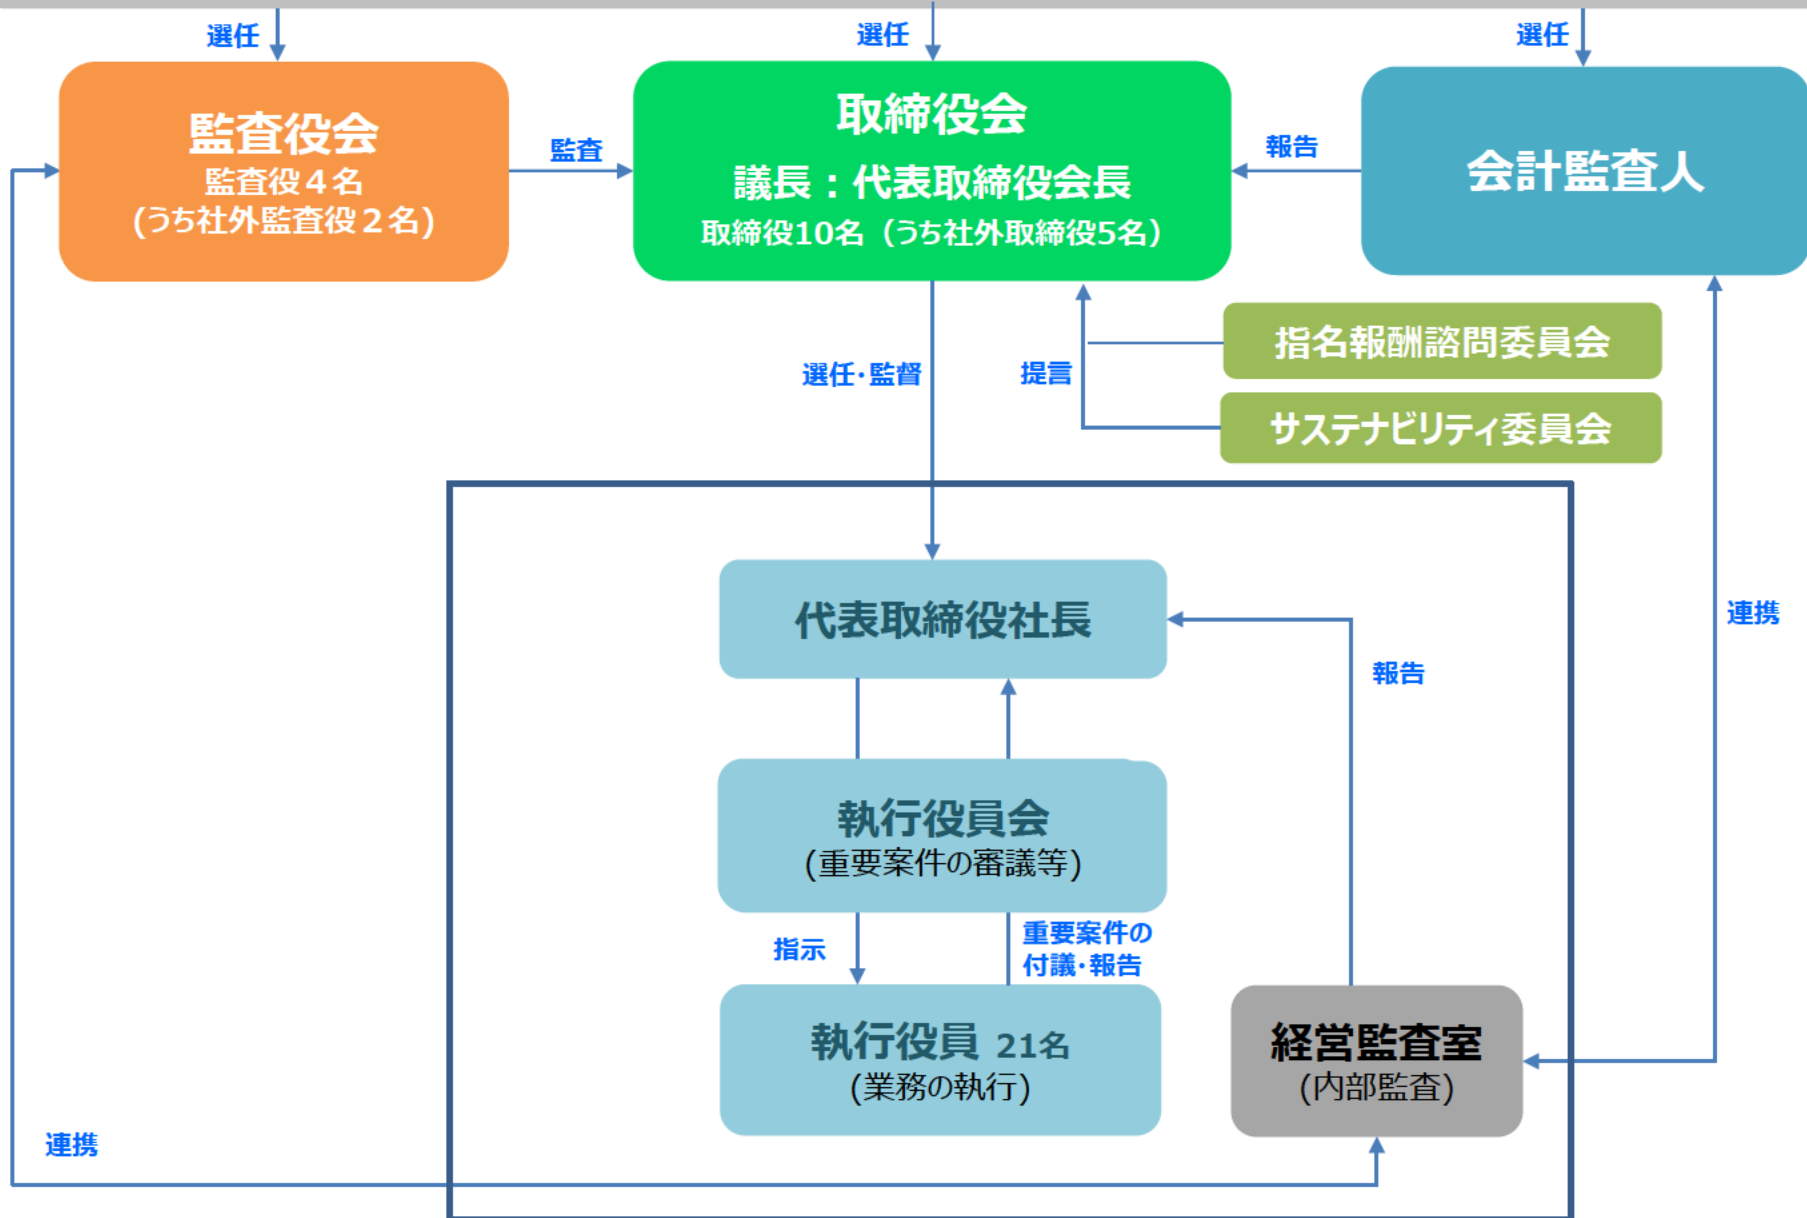 選任
選任
選任
監査役会
監査役４名
(うち社外監査役２名)
監査
取締役会
議長：代表取締役会長
取締役10名（うち社外取締役5名）
報告
会計監査人
指名報酬諮問委員会
選任･監督
提言
サステナビリティ委員会
代表取締役社長
連携
報告
執行役員会
(重要案件の審議等)
指示
重要案件の
付議･報告
執行役員 21名
(業務の執行)
経営監査室
(内部監査)
連携